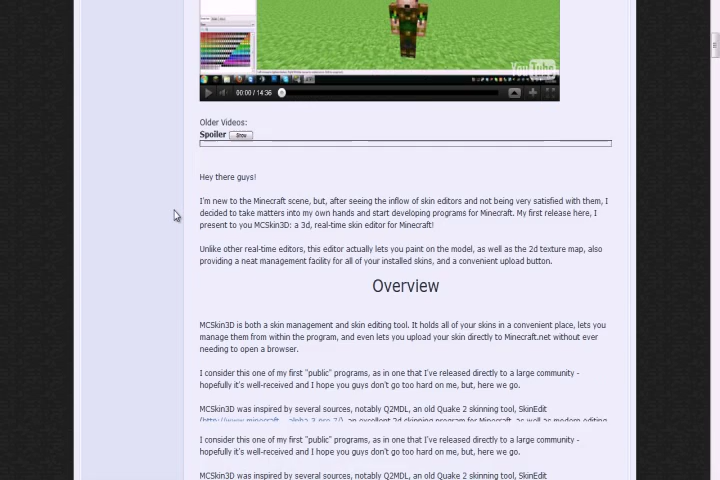 YouTube
00:00 / 14:36
Older Videos:
Spoiler Show
Hey there guys!
I'm new to the Minecraft scene, but, after seeing the inflow of skin editors and not being very satisfied with them, I
decided to take matters into my own hands and start developing programs for Minecraft. My first release here, I
present to you MCSkin3D: a 3d, real-time skin editor for Minecraft!
Unlike other real-time editors, this editor actually lets you paint on the model, as well as the 2d texture map, also
providing a neat management facility for all of your installed skins, and a convenient upload button.
Overview
MCSkin3D is both a skin management and skin editing tool. It holds all of your skins in a convenient place, lets you
manage them from within the program, and even lets you upload your skin directly to Minecraft.net without ever
needing to open a browser.
I consider this one of my first "public" programs, as in one that I've released directly to a large community -
hopefully it's well-received and I hope you guys don't go too hard on me, but, here we go.
MCSkin3D was inspired by several sources, notably Q2MDL, an old Quake 2 skinning tool, SkinEdit
an excellent 2d skinning program for Minecraft, as well as modern editing
I consider this one of my first "public" programs, as in one that I've released directly to a large community -
hopefully it's well-received and I hope you guys don't go too hard on me, but, here we go.
MCSkin3D was inspired by several sources, notably Q2MDL, an old Quake 2 skinning tool, SkinEdit